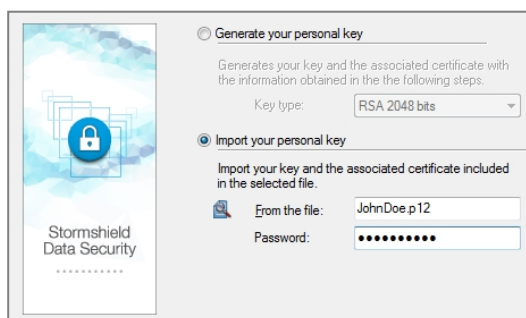 Generate your personal key
Generates your key and the associated certificate with
the information obtained in the the following steps.
Key type: RSA 2048 bits
Import your personal key
Import your key and the associated certificate included
in the selected file.
From the file: JohnDoe.p12
Password: ●●●●●●●●●●
Stormshield
Data Security